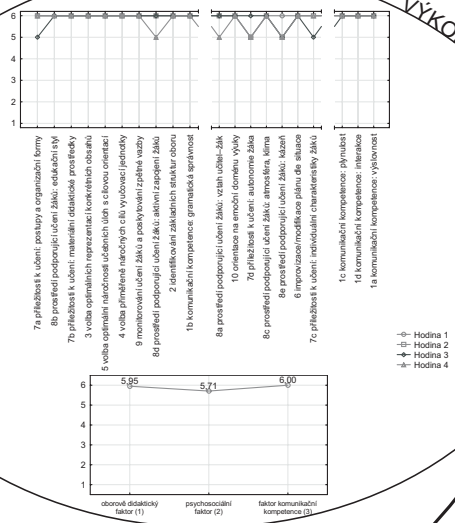 VÝKO
6
5
4
3
2
1
7a příležitosti k učení: postupy a organizační formy
8b prostředí podporující učení žáků: edukační styl
7b příležitosti k učení: materiální didaktické prostředky
3 volba optimálních reprezentací konkrétních obsahů
5 volba optimální náročnosti učebních úloh s cílovou orientací
4 volba přiměřeně náročných cílů vyučovací jednotky
9 monitorování učení žáků a poskytování zpětné vazby
8d prostředí podporující učení žáků: aktivní zapojení žáků
2 identifikování základních struktur oboru
1b komunikační kompetence: gramatická správnost
8a prostředí podporující učení žáků: vztah učitel–žák
10 orientace na emoční doménu výuky
7d příležitosti k učení: autonomie žáka
8c prostředí podporující učení žáků: atmosféra, klima
8e prostředí podporující učení žáků: kázeň
6 improvizace/modifikace plánu dle situace
7c příležitosti k učení: individuální charakteristiky žáků
1c komunikační kompetence: plynulost
1d komunikační kompetence: interakce
1a komunikační kompetence: výslovnost
Hodina 1
Hodina 2
Hodina 3
Hodina 4
6
5
4
3
2
1
5,95
5,71
6,00
oborově didaktický
faktor (1)
psychosociální
faktor (2)
faktor komunikační
kompetence (3)